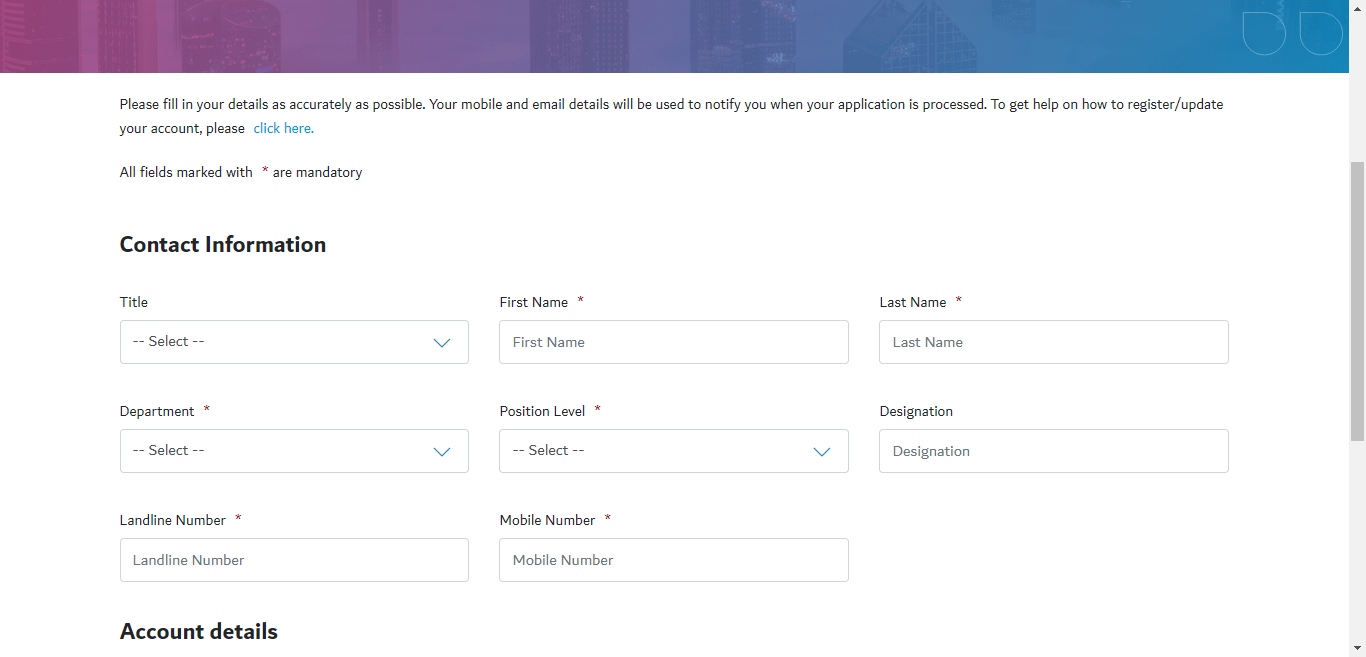 Please fill in your details as accurately as possible. Your mobile and email details will be used to notify you when your application is processed. To get help on how to register/update
your account, please click here.
All fields marked with * are mandatory
Contact Information
Title First Name * Last Name *
-- Select -- First Name Last Name
Department * Position Level * Designation
-- Select -- -- Select -- Designation
Landline Number * Mobile Number *
Landline Number Mobile Number
Account details